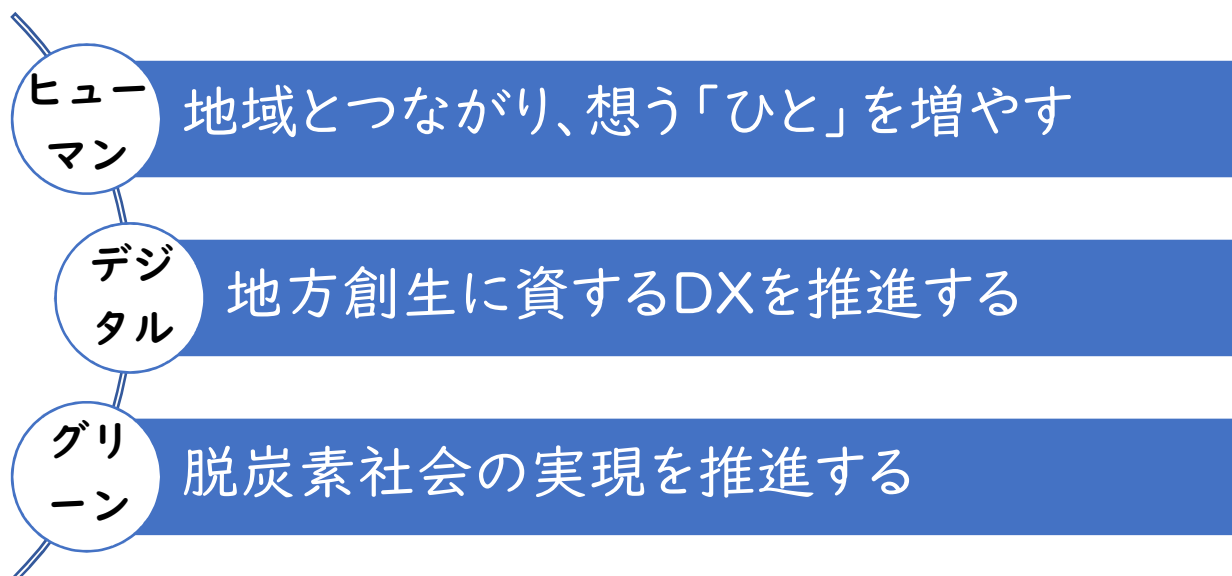 ヒュー
マン
地域とつながり、想う「ひと」を増やす
デジ
タル
地方創生に資するDXを推進する
グリ
ーン
脱炭素社会の実現を推進する